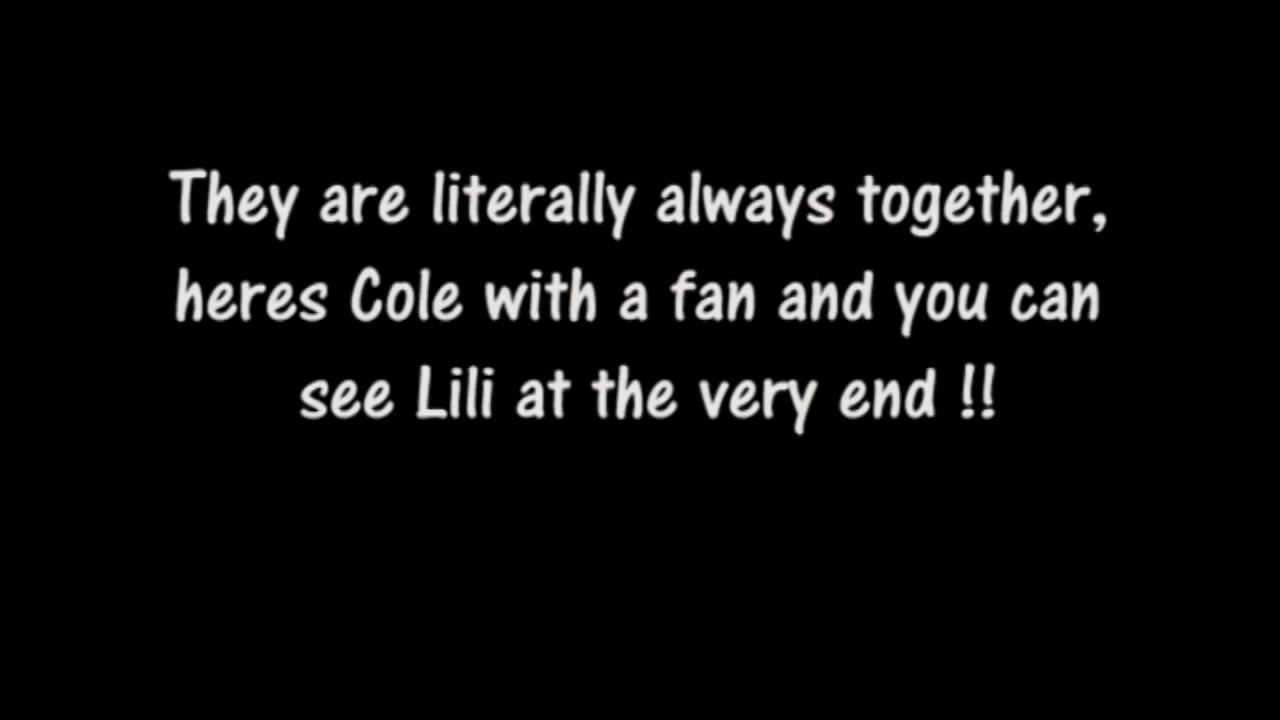 They are literally always together,
heres Cole with a fan and you can
see Lili at the very end !!